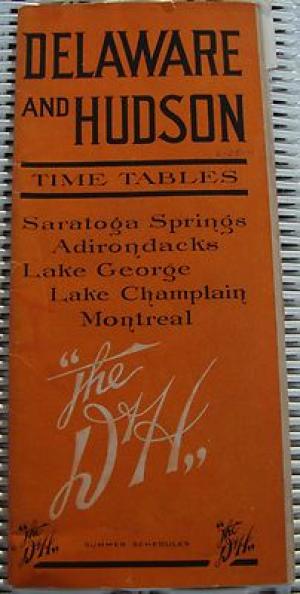 DELAWARE
AND HUDSON
TIME TABLES
Saratoga Springs
Adirondacks
Lake George
Lake Champlain
Montreal
"The
D&H"
"The
D&H"
SUMMER SCHEDULES
"The
D&H"